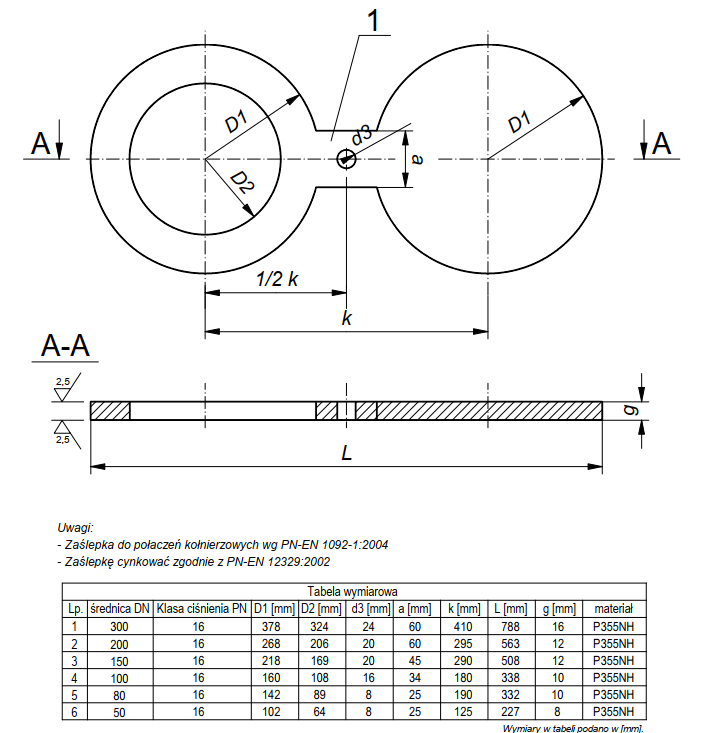 1
D1
D1
d3
A
A
a
D2
1/2 k
k
A-A
2,5
2,5
g
L
Uwagi:
- Zaślepka do połaczeń kołnierzowych wg PN-EN 1092-1:2004
- Zaślepkę cynkować zgodnie z PN-EN 12329:2002
Tabela wymiarowa
Lp. średnica DN Klasa ciśnienia PN D1 [mm] D2 [mm] d3 [mm] a [mm] k [mm] L [mm] g [mm] materiał
1 300 16 378 324 24 60 410 788 16 P355NH
2 200 16 268 206 20 60 295 563 12 P355NH
3 150 16 218 169 20 45 290 508 12 P355NH
4 100 16 160 108 16 34 180 338 10 P355NH
5 80 16 142 89 8 25 190 332 10 P355NH
6 50 16 102 64 8 25 125 227 8 P355NH
Wymiary w tabeli podano w [mm].